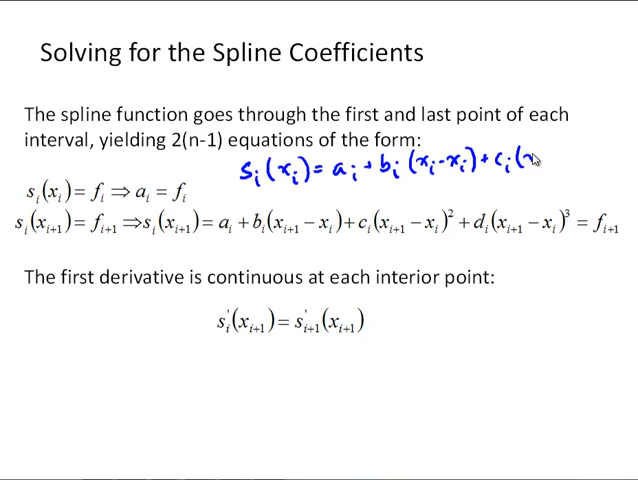 Solving for the Spline Coefficients
The spline function goes through the first and last point of each
interval, yielding 2(n-1) equations of the form:
sᵢ(xᵢ) = aᵢ + bᵢ(xᵢ-xᵢ) + cᵢ(x
sᵢ(xᵢ) = fᵢ ⇒ aᵢ = fᵢ
sᵢ(xᵢ₊₁) = fᵢ₊₁ ⇒ sᵢ(xᵢ₊₁) = aᵢ + bᵢ(xᵢ₊₁ − xᵢ) + cᵢ(xᵢ₊₁ − xᵢ)² + dᵢ(xᵢ₊₁ − xᵢ)³ = fᵢ₊₁
The first derivative is continuous at each interior point:
sᵢ'(xᵢ₊₁) = sᵢ₊₁'(xᵢ₊₁)